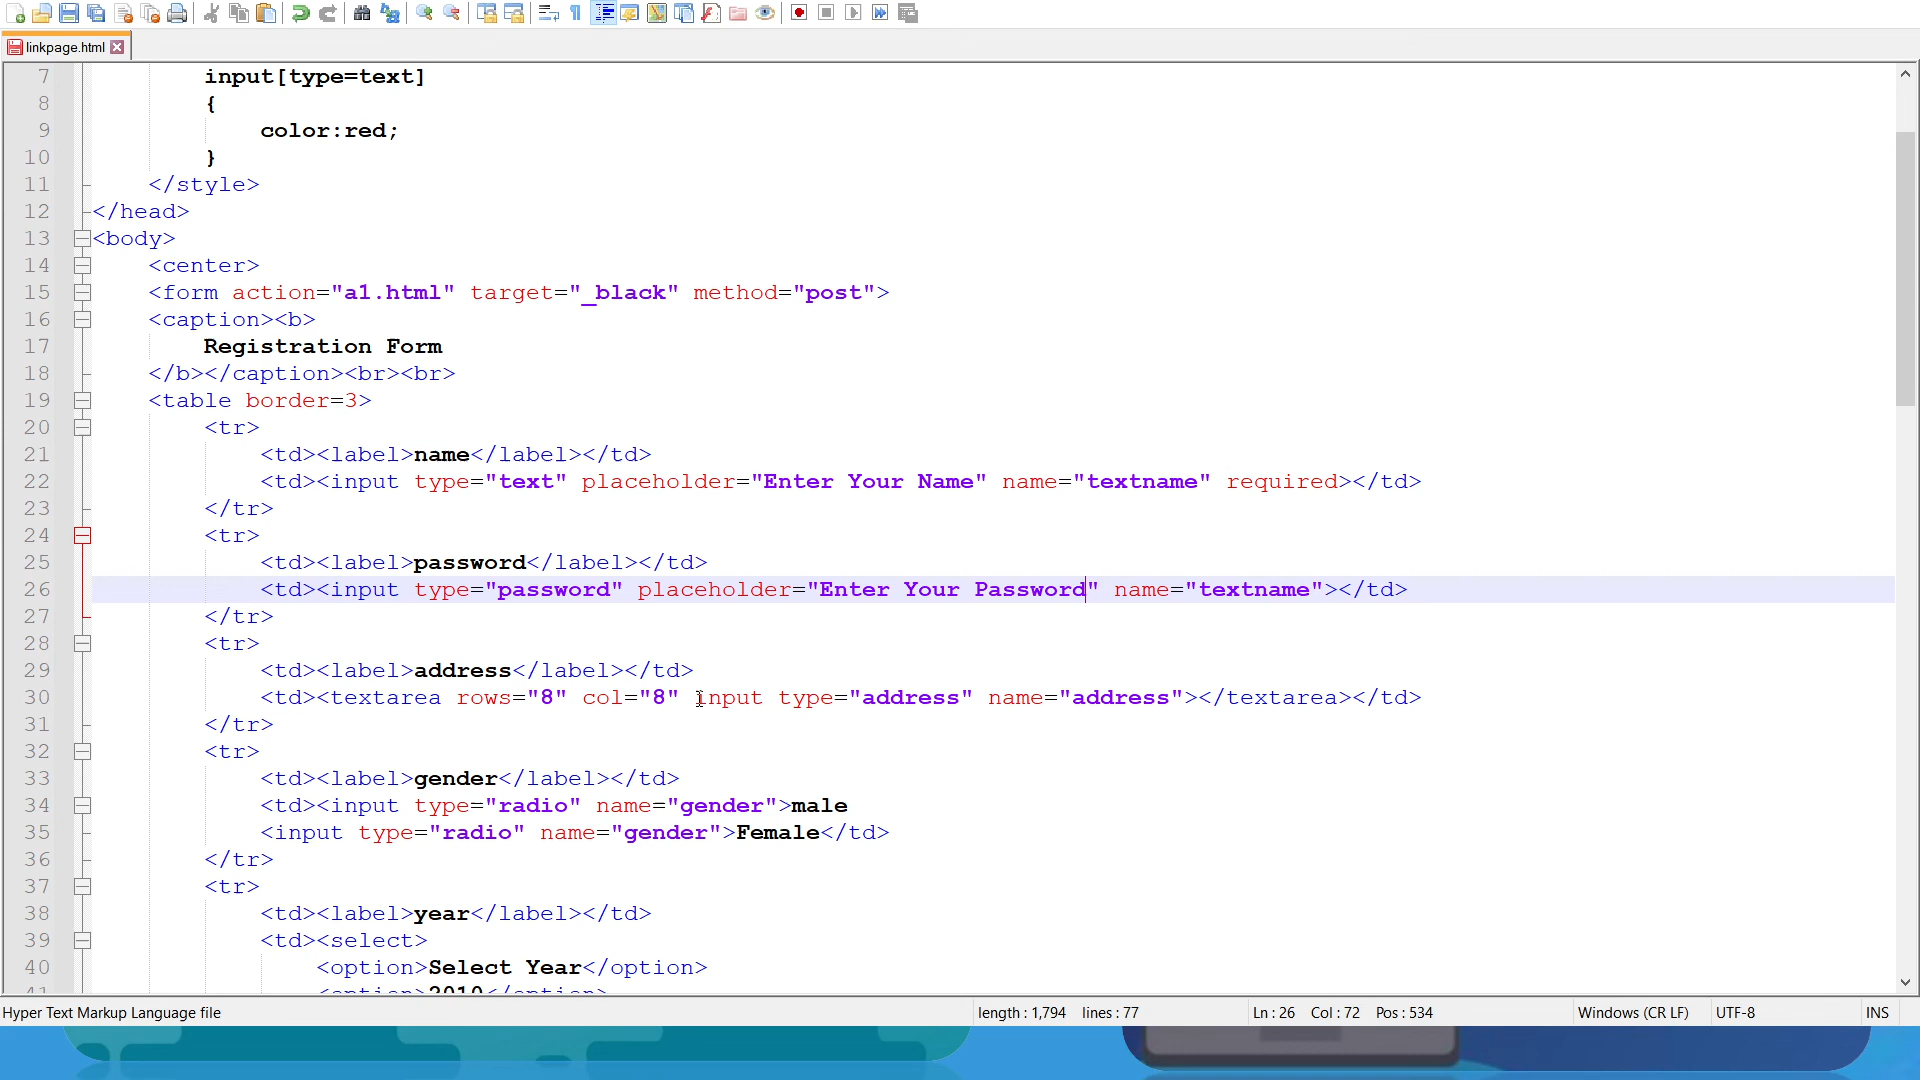 linkpage.html
7 input[type=text]
8 {
9 color:red;
10 }
11 </style>
12 </head>
13 <body>
14 <center>
15 <form action="a1.html" target="_black" method="post">
16 <caption><b>
17 Registration Form
18 </b></caption><br><br>
19 <table border=3>
20 <tr>
21 <td><label>name</label></td>
22 <td><input type="text" placeholder="Enter Your Name" name="textname" required></td>
23 </tr>
24 <tr>
25 <td><label>password</label></td>
26 <td><input type="password" placeholder="Enter Your Password" name="textname"></td>
27 </tr>
28 <tr>
29 <td><label>address</label></td>
30 <td><textarea rows="8" col="8" input type="address" name="address"></textarea></td>
31 </tr>
32 <tr>
33 <td><label>gender</label></td>
34 <td><input type="radio" name="gender">male
35 <input type="radio" name="gender">Female</td>
36 </tr>
37 <tr>
38 <td><label>year</label></td>
39 <td><select>
40 <option>Select Year</option>
41 <option>2010</option>
Hyper Text Markup Language file length : 1,794 lines : 77 Ln : 26 Col : 72 Pos : 534 Windows (CR LF) UTF-8 INS